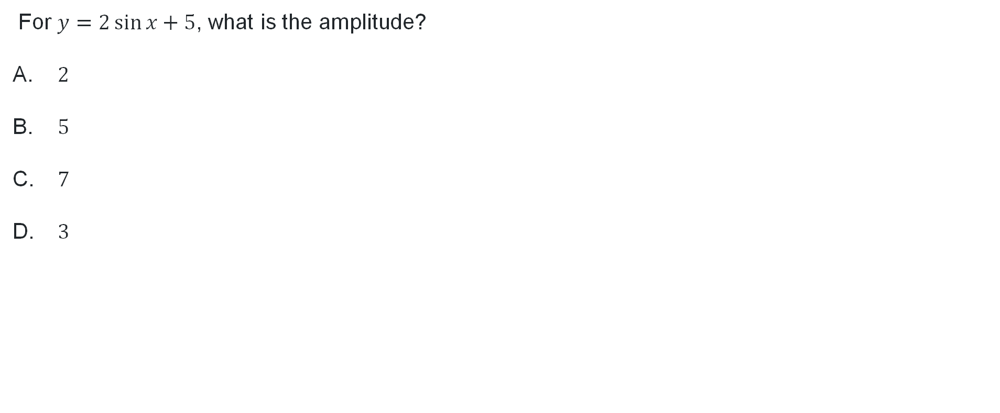 For y = 2 sin x + 5, what is the amplitude?
A. 2
B. 5
C. 7
D. 3